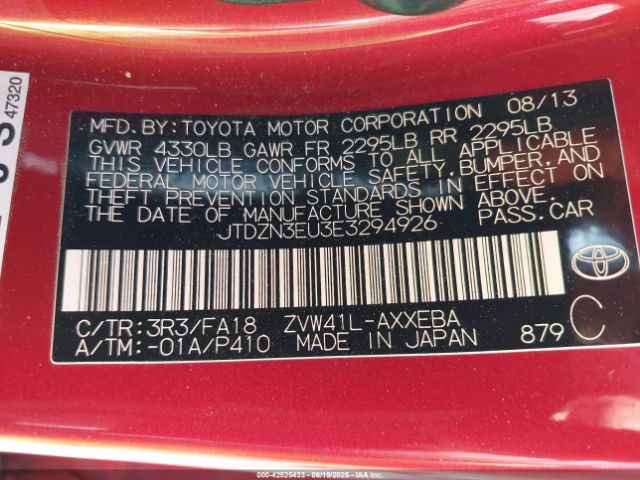 47320
08/13
MFD.BY:TOYOTA MOTOR CORPORATION
GVWR 4330LB GAWR FR 2295LB RR 2295LB
THIS VEHICLE CONFORMS TO ALL APPLICABLE
FEDERAL MOTOR VEHICLE SAFETY,BUMPER,AND
THEFT PREVENTION STANDARDS IN EFFECT ON
THE DATE OF MANUFACTURE SHOWN ABOVE.
JTDZN3EU3E3294926 PASS.CAR
C/TR:3R3/FA18 ZVW41L-AXXEBA
A/TM:-01A/P410 MADE IN JAPAN 879
C
TOYOTA
000-42525433 - 06/19/2025 - IAAI.COM